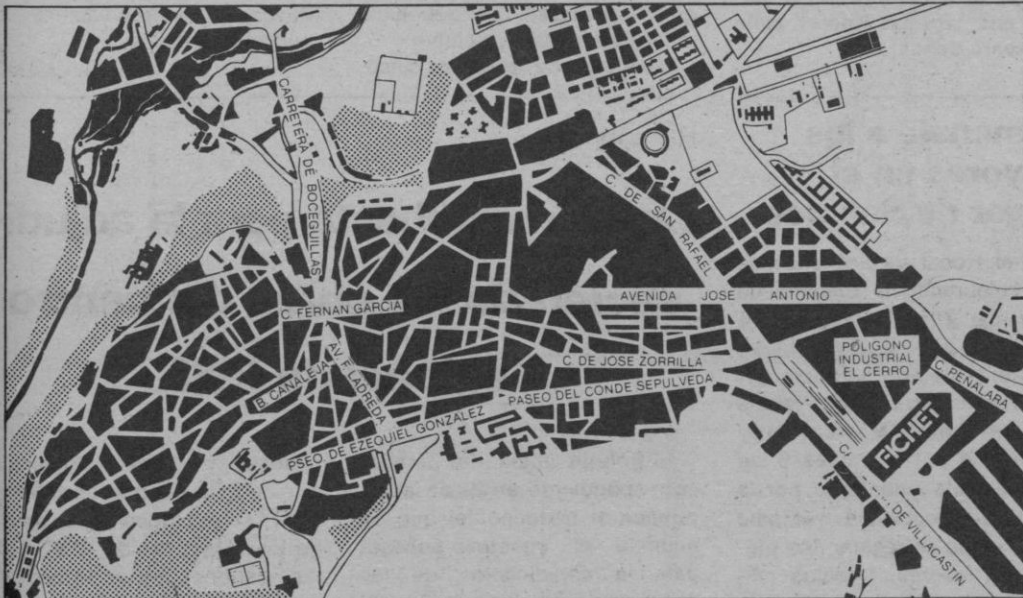 CARRETERA DE BOCEGUILLAS
C. DE SAN RAFAEL
C. FERNAN GARCIA
AVENIDA JOSE ANTONIO
AV. F. LADREDA
B. CANALEJA
C. DE JOSE ZORRILLA
POLIGONO
INDUSTRIAL
EL CERRO
C. PEÑALARA
PASEO DEL CONDE SEPULVEDA
PSEO. DE EZEQUIEL GONZALEZ
FICHET
C. DE VILLACASTIN